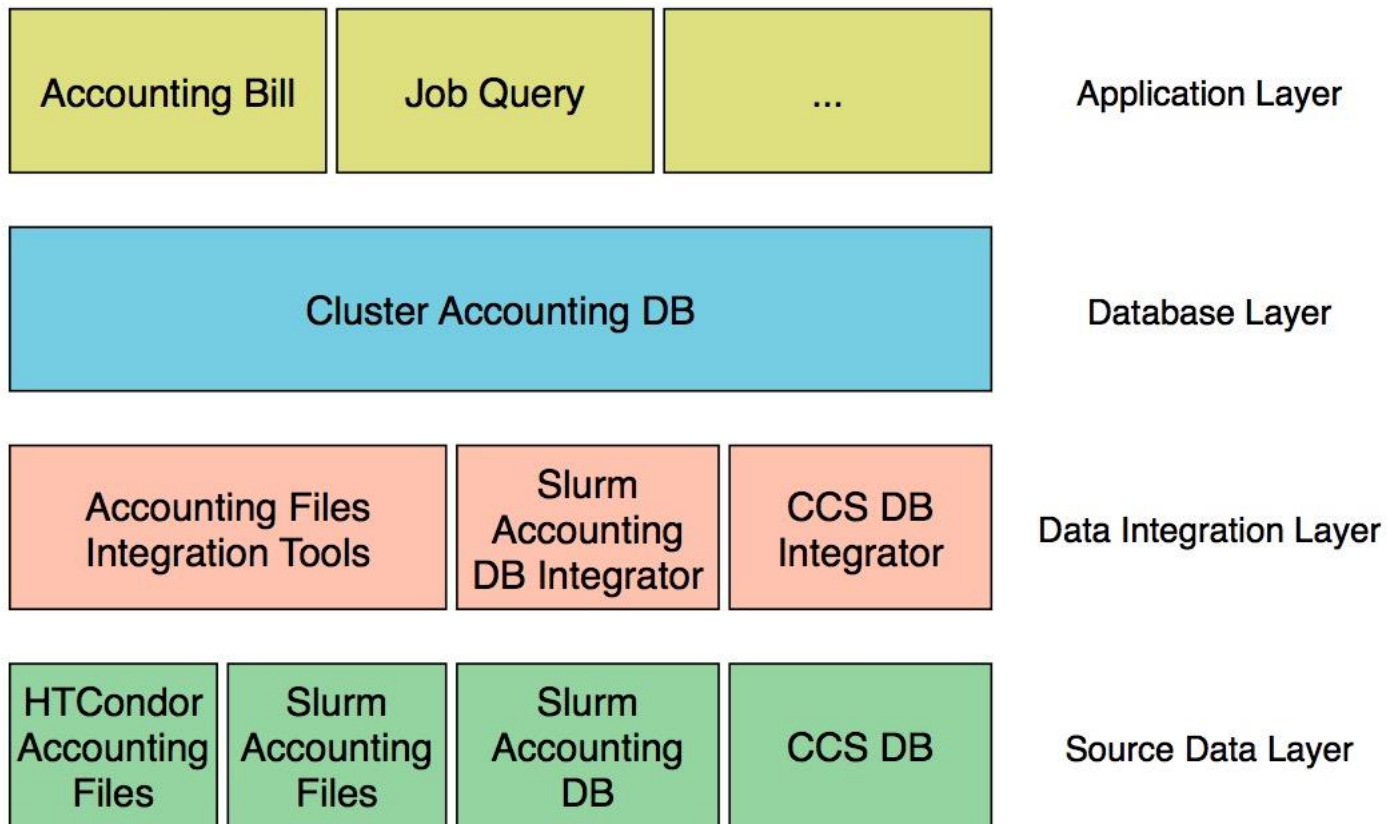 Accounting Bill
Job Query
...
Application Layer
Cluster Accounting DB
Database Layer
Accounting Files
Integration Tools
Slurm
Accounting
DB Integrator
CCS DB
Integrator
Data Integration Layer
HTCondor
Accounting
Files
Slurm
Accounting
Files
Slurm
Accounting
DB
CCS DB
Source Data Layer